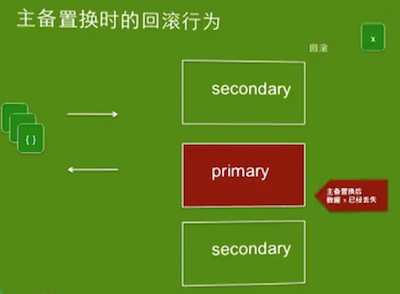 主备置换时的回滚行为
回滚
x
secondary
{ }
primary
主备置换后
数据 x 已经丢失
secondary